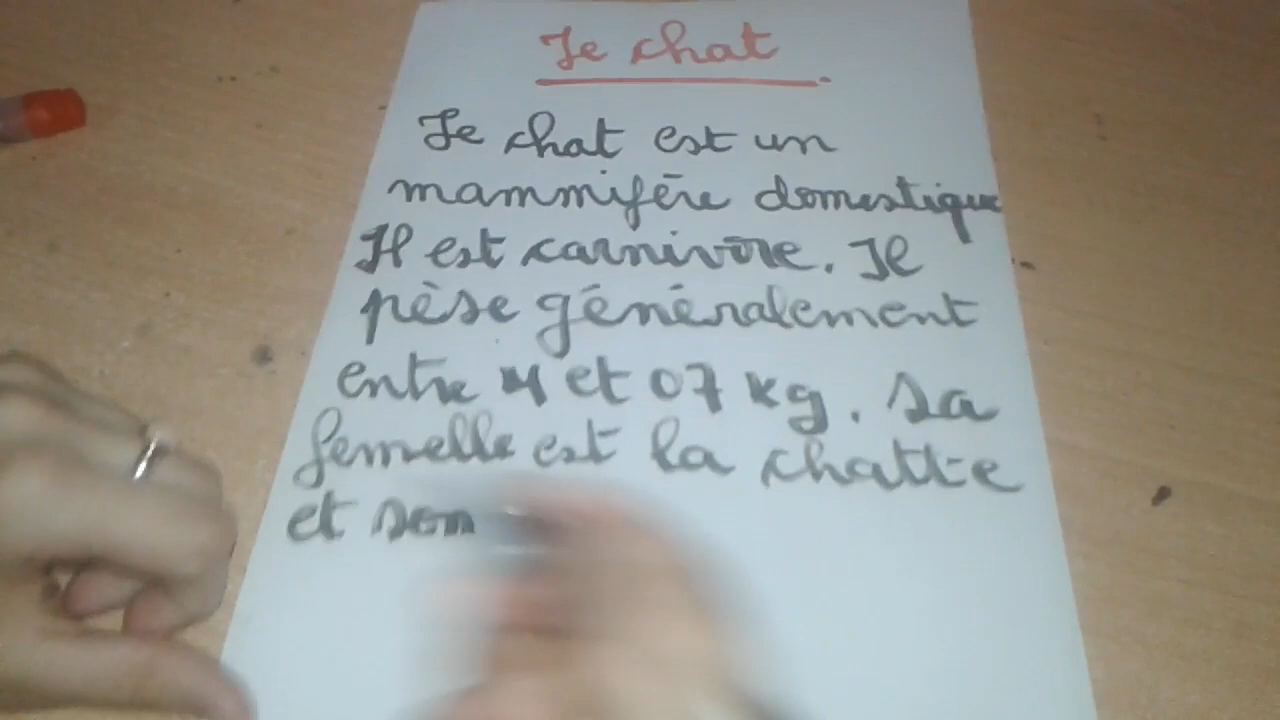 Le chat
Le chat est un
mammifère domestique
Il est carnivore. Il
pèse généralement
entre 4 et 07 kg. Sa
femelle est la chatte
et son